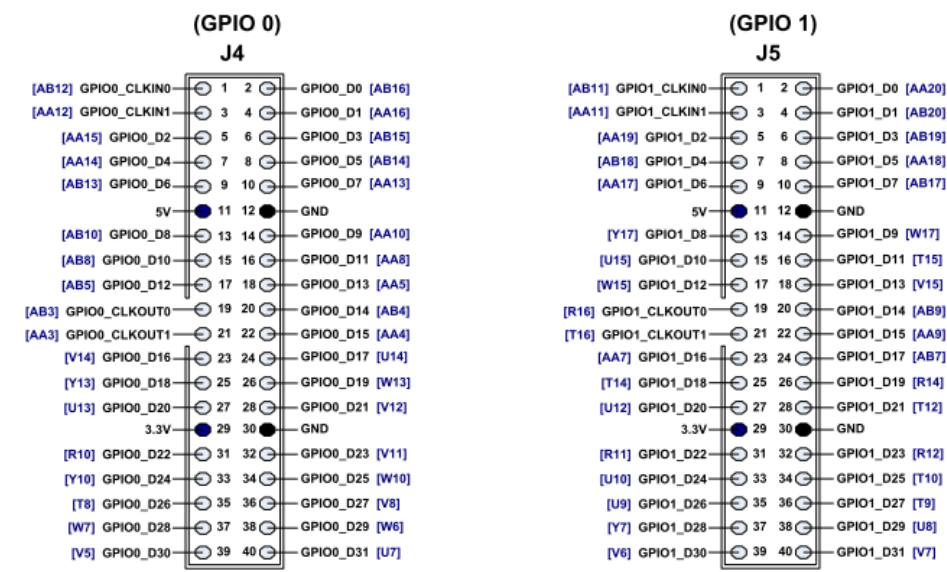 (GPIO 0) (GPIO 1)
J4 J5
[AB12] GPIO0_CLKIN0 1 2 GPIO0_D0 [AB16] [AB11] GPIO1_CLKIN0 1 2 GPIO1_D0 [AA20]
[AA12] GPIO0_CLKIN1 3 4 GPIO0_D1 [AA16] [AA11] GPIO1_CLKIN1 3 4 GPIO1_D1 [AB20]
[AA15] GPIO0_D2 5 6 GPIO0_D3 [AB15] [AA19] GPIO1_D2 5 6 GPIO1_D3 [AB19]
[AA14] GPIO0_D4 7 8 GPIO0_D5 [AB14] [AB18] GPIO1_D4 7 8 GPIO1_D5 [AA18]
[AB13] GPIO0_D6 9 10 GPIO0_D7 [AA13] [AA17] GPIO1_D6 9 10 GPIO1_D7 [AB17]
5V 11 12 GND 5V 11 12 GND
[AB10] GPIO0_D8 13 14 GPIO0_D9 [AA10] [Y17] GPIO1_D8 13 14 GPIO1_D9 [W17]
[AB8] GPIO0_D10 15 16 GPIO0_D11 [AA8] [U15] GPIO1_D10 15 16 GPIO1_D11 [T15]
[AB5] GPIO0_D12 17 18 GPIO0_D13 [AA5] [W15] GPIO1_D12 17 18 GPIO1_D13 [V15]
[AB3] GPIO0_CLKOUT0 19 20 GPIO0_D14 [AB4] [R16] GPIO1_CLKOUT0 19 20 GPIO1_D14 [AB9]
[AA3] GPIO0_CLKOUT1 21 22 GPIO0_D15 [AA4] [T16] GPIO1_CLKOUT1 21 22 GPIO1_D15 [AA9]
[V14] GPIO0_D16 23 24 GPIO0_D17 [U14] [AA7] GPIO1_D16 23 24 GPIO1_D17 [AB7]
[Y13] GPIO0_D18 25 26 GPIO0_D19 [W13] [T14] GPIO1_D18 25 26 GPIO1_D19 [R14]
[U13] GPIO0_D20 27 28 GPIO0_D21 [V12] [U12] GPIO1_D20 27 28 GPIO1_D21 [T12]
3.3V 29 30 GND 3.3V 29 30 GND
[R10] GPIO0_D22 31 32 GPIO0_D23 [V11] [R11] GPIO1_D22 31 32 GPIO1_D23 [R12]
[Y10] GPIO0_D24 33 34 GPIO0_D25 [W10] [U10] GPIO1_D24 33 34 GPIO1_D25 [T10]
[T8] GPIO0_D26 35 36 GPIO0_D27 [V8] [U9] GPIO1_D26 35 36 GPIO1_D27 [T9]
[W7] GPIO0_D28 37 38 GPIO0_D29 [W6] [Y7] GPIO1_D28 37 38 GPIO1_D29 [U8]
[V5] GPIO0_D30 39 40 GPIO0_D31 [U7] [V6] GPIO1_D30 39 40 GPIO1_D31 [V7]